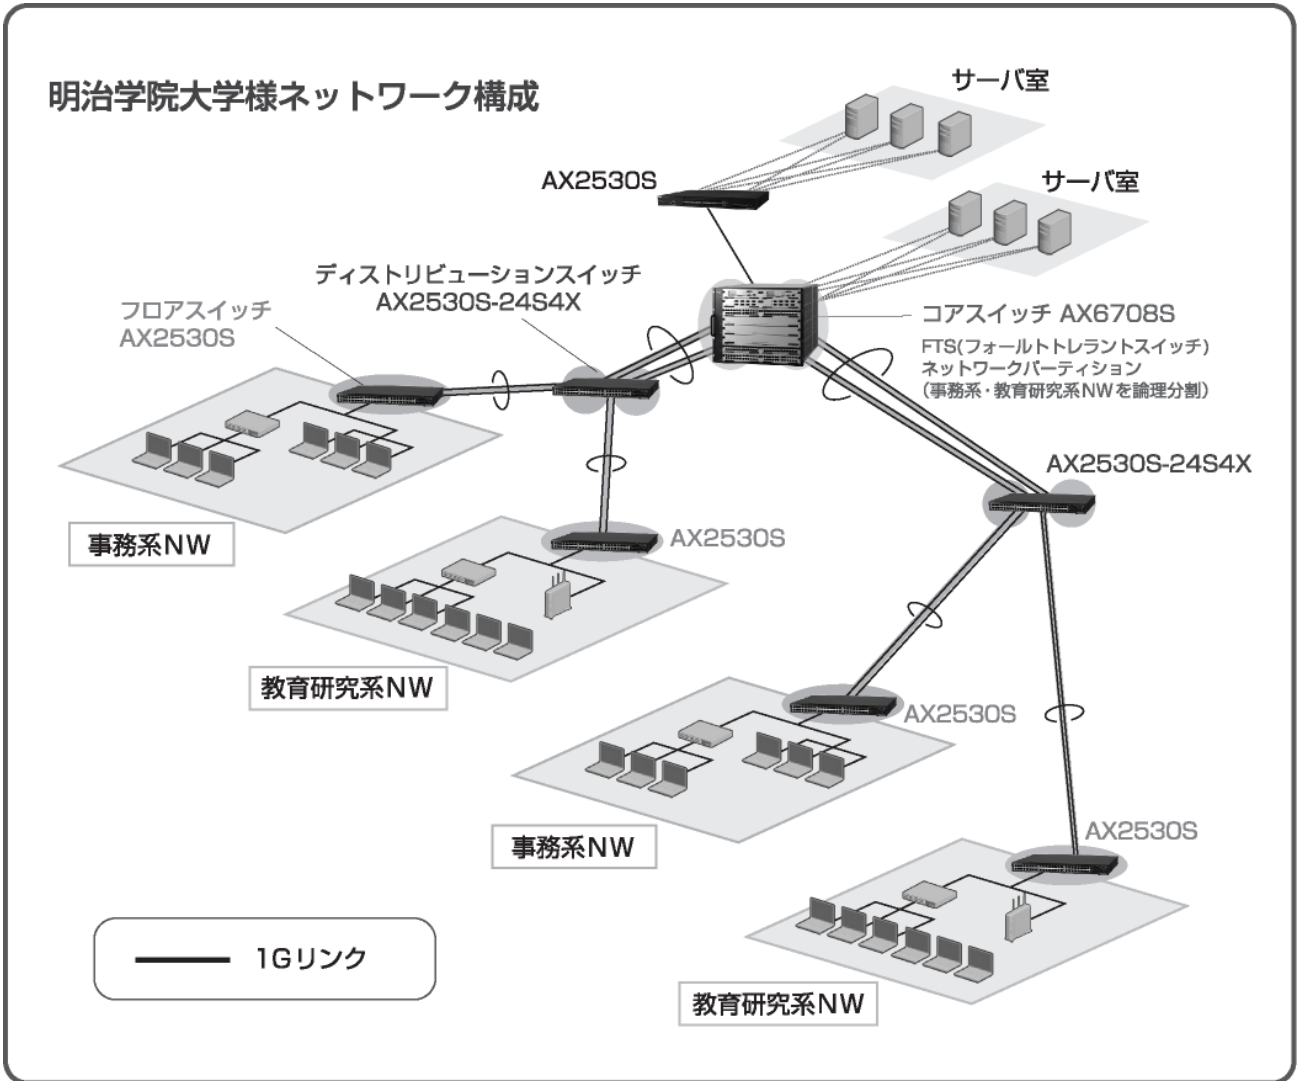 明治学院大学様ネットワーク構成
サーバ室
AX2530S
サーバ室
ディストリビューションスイッチ
AX2530S-24S4X
フロアスイッチ
AX2530S
コアスイッチ AX6708S
FTS(フォールトトレラントスイッチ)
ネットワークパーティション
(事務系・教育研究系NWを論理分割)
AX2530S-24S4X
事務系NW
AX2530S
教育研究系NW
AX2530S
事務系NW
AX2530S
1Gリンク
教育研究系NW